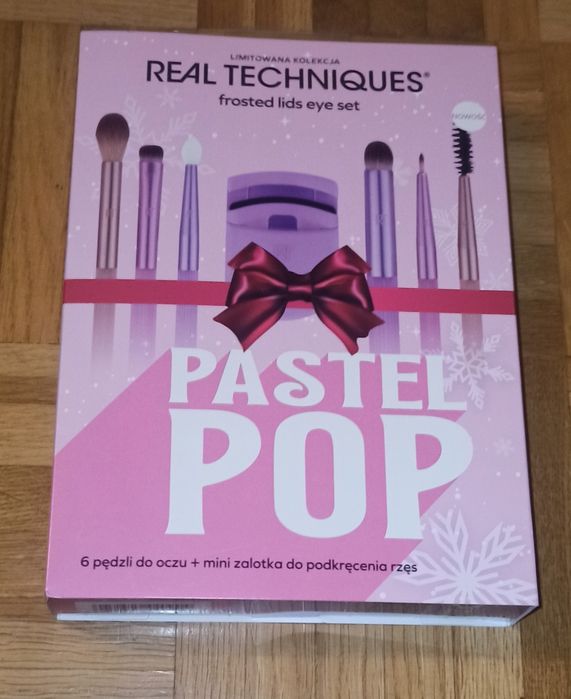 LIMITOWANA KOLEKCJA
REAL TECHNIQUES®
frosted lids eye set
NOWOŚĆ
PASTEL
POP
6 pędzli do oczu + mini zalotka do podkręcenia rzęs